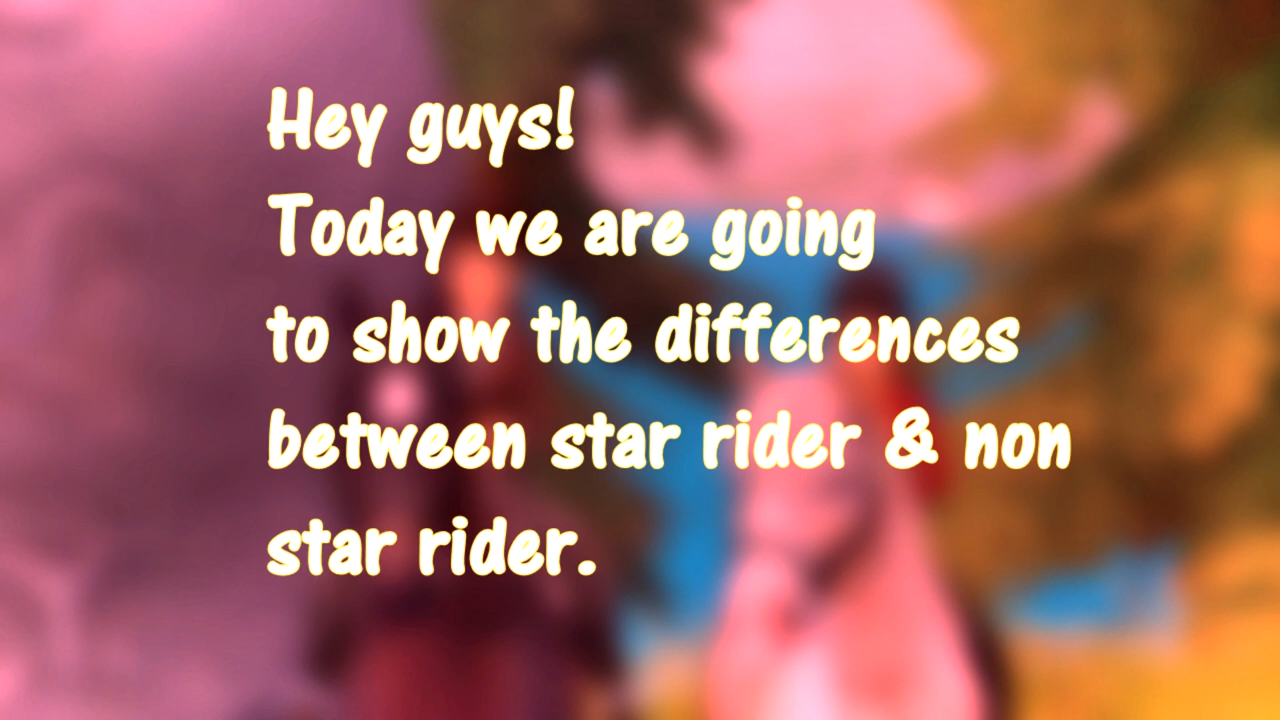 Hey guys!
Today we are going
to show the differences
between star rider & non
star rider.